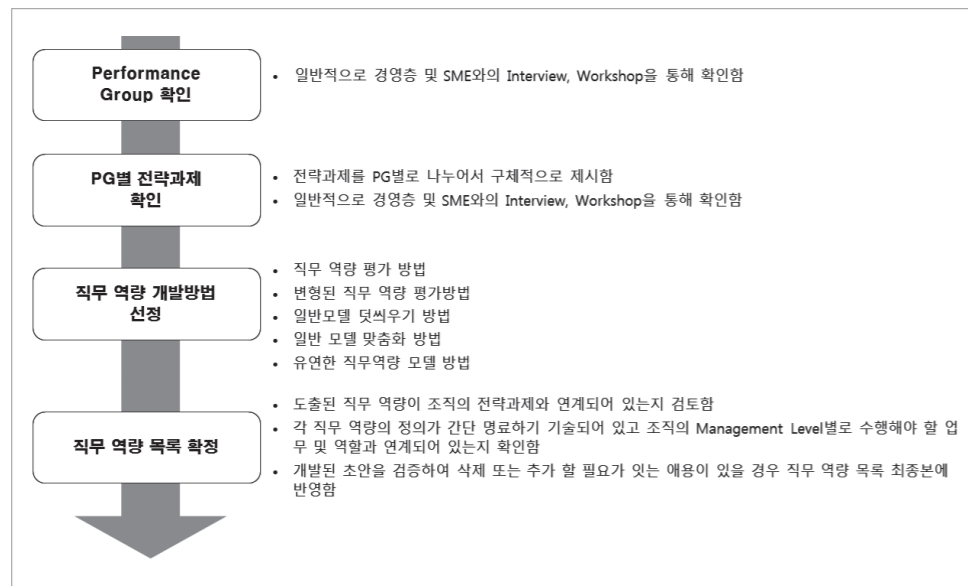 Performance
Group 확인
• 일반적으로 경영층 및 SME와의 Interview, Workshop을 통해 확인함
PG별 전략과제
확인
• 전략과제를 PG별로 나누어서 구체적으로 제시함
• 일반적으로 경영층 및 SME와의 Interview, Workshop을 통해 확인함
직무 역량 개발방법
선정
• 직무 역량 평가 방법
• 변형된 직무 역량 평가방법
• 일반모델 덧씌우기 방법
• 일반 모델 맞춤화 방법
• 유연한 직무역량 모델 방법
직무 역량 목록 확정
• 도출된 직무 역량이 조직의 전략과제와 연계되어 있는지 검토함
• 각 직무 역량의 정의가 간단 명료하기 기술되어 있고 조직의 Management Level별로 수행해야 할 업
무 및 역할과 연계되어 있는지 확인함
• 개발된 초안을 검증하여 삭제 또는 추가 할 필요가 잇는 애용이 있을 경우 직무 역량 목록 최종본에
반영함